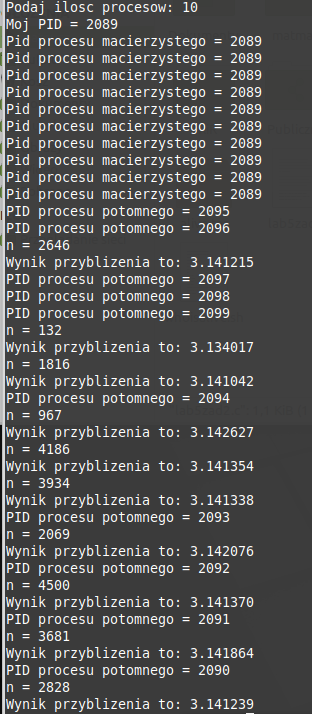 Podaj ilosc procesow: 10
Moj PID = 2089
Pid procesu macierzystego = 2089
Pid procesu macierzystego = 2089
Pid procesu macierzystego = 2089
Pid procesu macierzystego = 2089
Pid procesu macierzystego = 2089
Pid procesu macierzystego = 2089
Pid procesu macierzystego = 2089
Pid procesu macierzystego = 2089
Pid procesu macierzystego = 2089
Pid procesu macierzystego = 2089
PID procesu potomnego = 2095
PID procesu potomnego = 2096
n = 2646
Wynik przyblizenia to: 3.141215
PID procesu potomnego = 2097
PID procesu potomnego = 2098
PID procesu potomnego = 2099
n = 132
Wynik przyblizenia to: 3.134017
n = 1816
Wynik przyblizenia to: 3.141042
PID procesu potomnego = 2094
n = 967
Wynik przyblizenia to: 3.142627
n = 4186
Wynik przyblizenia to: 3.141354
n = 3934
Wynik przyblizenia to: 3.141338
PID procesu potomnego = 2093
n = 2069
Wynik przyblizenia to: 3.142076
PID procesu potomnego = 2092
n = 4500
Wynik przyblizenia to: 3.141370
PID procesu potomnego = 2091
n = 3681
Wynik przyblizenia to: 3.141864
PID procesu potomnego = 2090
n = 2828
Wynik przyblizenia to: 3.141239